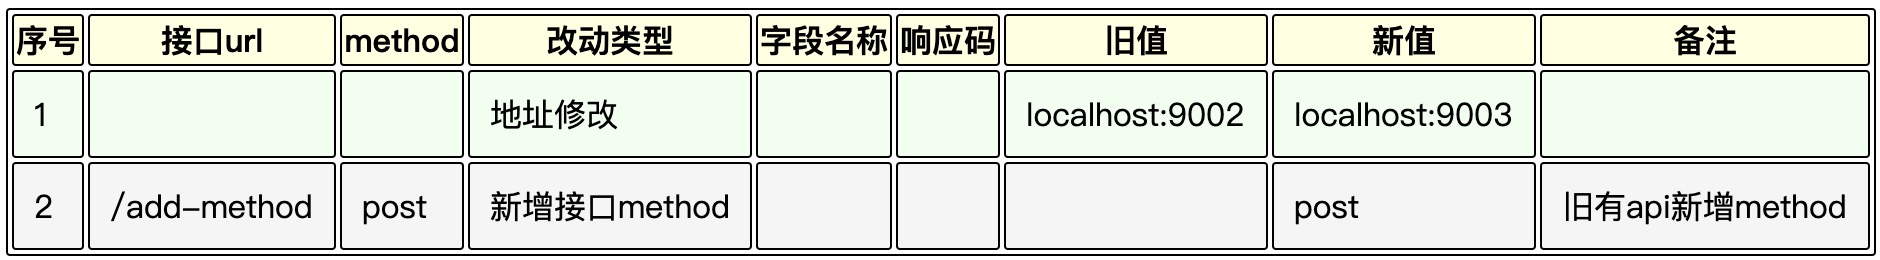 序号 接口url method 改动类型 字段名称 响应码 旧值 新值 备注
1 地址修改 localhost:9002 localhost:9003
2 /add-method post 新增接口method post 旧有api新增method